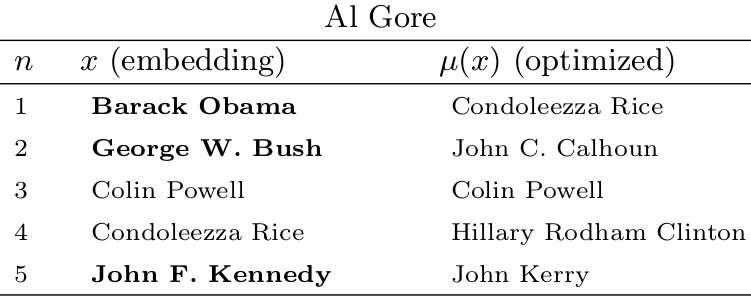 Al Gore
n x (embedding) μ(x) (optimized)
1 Barack Obama Condoleezza Rice
2 George W. Bush John C. Calhoun
3 Colin Powell Colin Powell
4 Condoleezza Rice Hillary Rodham Clinton
5 John F. Kennedy John Kerry